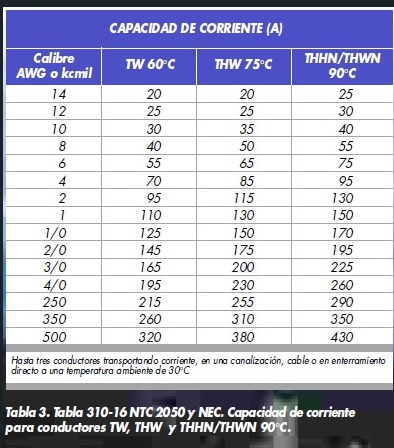 CAPACIDAD DE CORRIENTE (A)
Calibre AWG o kcmil TW 60°C THW 75°C THHN/THWN 90°C
14 20 20 25
12 25 25 30
10 30 35 40
8 40 50 55
6 55 65 75
4 70 85 95
2 95 115 130
1 110 130 150
1/0 125 150 170
2/0 145 175 195
3/0 165 200 225
4/0 195 230 260
250 215 255 290
350 260 310 350
500 320 380 430
Hasta tres conductores transportando corriente, en una canalización, cable o en enterramiento
directo a una temperatura ambiente de 30°C
Tabla 3. Tabla 310-16 NTC 2050 y NEC. Capacidad de corriente
para conductores TW, THW y THHN/THWN 90°C.